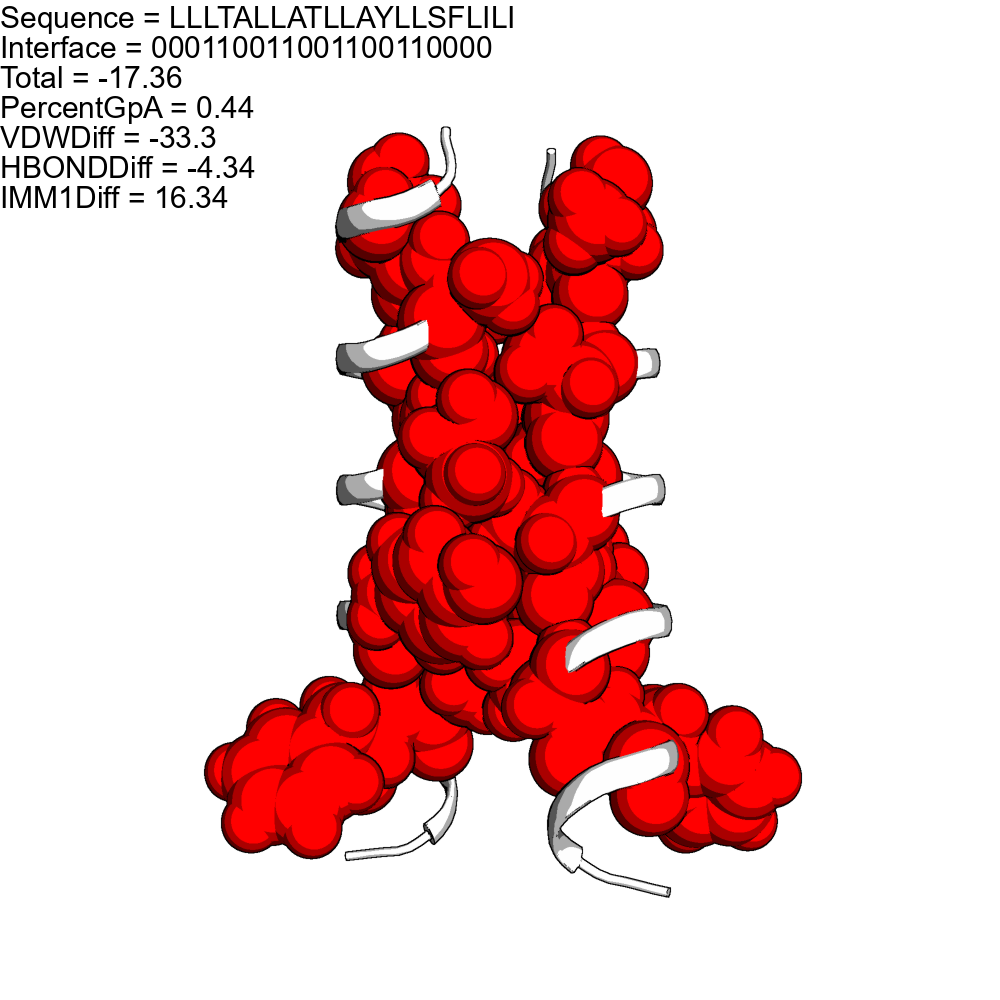 Sequence = LLLTALLATLLAYLLSFLILI
Interface = 000110011001100110000
Total = -17.36
PercentGpA = 0.44
VDWDiff = -33.3
HBONDDiff = -4.34
IMM1Diff = 16.34